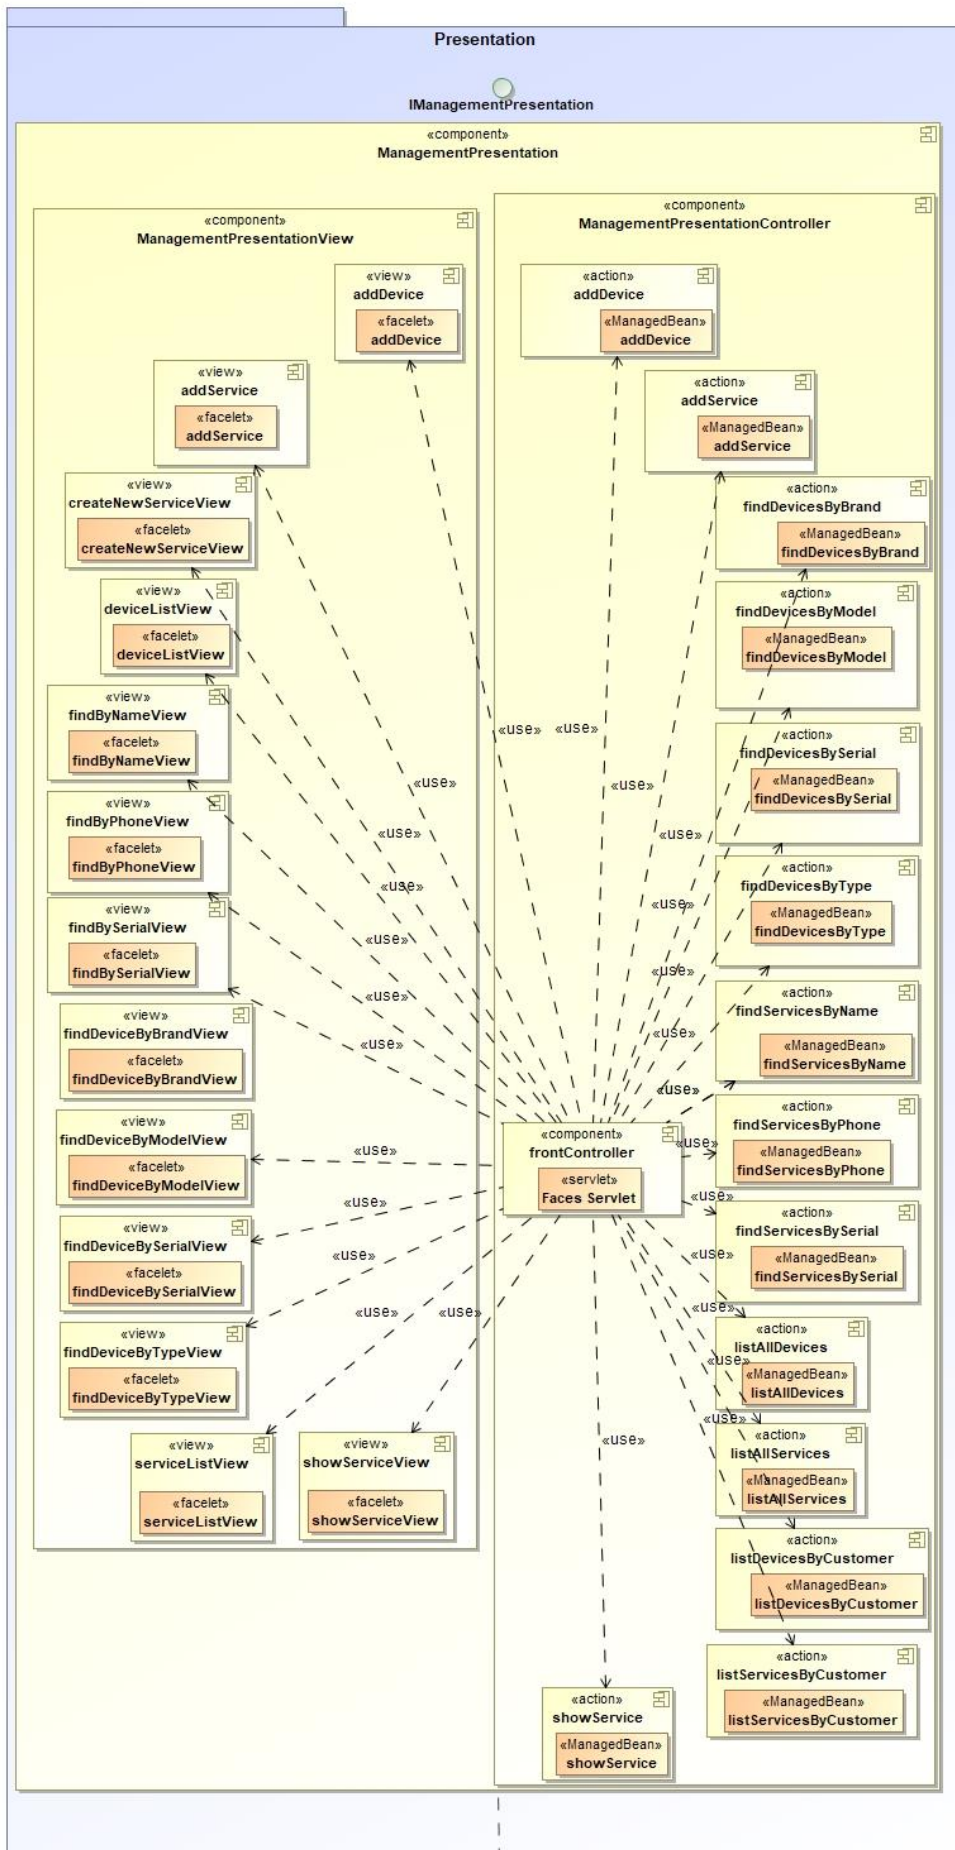 Presentation
IManagementPresentation
«component»
ManagementPresentation
«component»
ManagementPresentationView
«view»
addDevice
«facelet»
addDevice
«view»
addService
«facelet»
addService
«view»
createNewServiceView
«facelet»
createNewServiceView
«view»
deviceListView
«facelet»
deviceListView
«view»
findByNameView
«facelet»
findByNameView
«view»
findByPhoneView
«facelet»
findByPhoneView
«view»
findBySerialView
«facelet»
findBySerialView
«view»
findDeviceByBrandView
«facelet»
findDeviceByBrandView
«view»
findDeviceByModelView
«facelet»
findDeviceByModelView
«view»
findDeviceBySerialView
«facelet»
findDeviceBySerialView
«view»
findDeviceByTypeView
«facelet»
findDeviceByTypeView
«view»
serviceListView
«facelet»
serviceListView
«view»
showServiceView
«facelet»
showServiceView
«use»
«use»
«use»
«use»
«use»
«use»
«use»
«use»
«use»
«use»
«use»
«use»
«component»
ManagementPresentationController
«action»
addDevice
«ManagedBean»
addDevice
«action»
addService
«ManagedBean»
addService
«action»
findDevicesByBrand
«ManagedBean»
findDevicesByBrand
«action»
findDevicesByModel
«ManagedBean»
findDevicesByModel
«action»
findDevicesBySerial
«ManagedBean»
findDevicesBySerial
«action»
findDevicesByType
«ManagedBean»
findDevicesByType
«action»
findServicesByName
«ManagedBean»
findServicesByName
«action»
findServicesByPhone
«ManagedBean»
findServicesByPhone
«action»
findServicesBySerial
«ManagedBean»
findServicesBySerial
«action»
listAllDevices
«ManagedBean»
listAllDevices
«action»
listAllServices
«ManagedBean»
listAllServices
«action»
listDevicesByCustomer
«ManagedBean»
listDevicesByCustomer
«action»
listServicesByCustomer
«ManagedBean»
listServicesByCustomer
«action»
showService
«ManagedBean»
showService
«component»
frontController
«servlet»
Faces Servlet
«use»
«use»
«use»
«use»
«use»
«use»
«use»
«use»
«use»
«use»
«use»
«use»
«use»